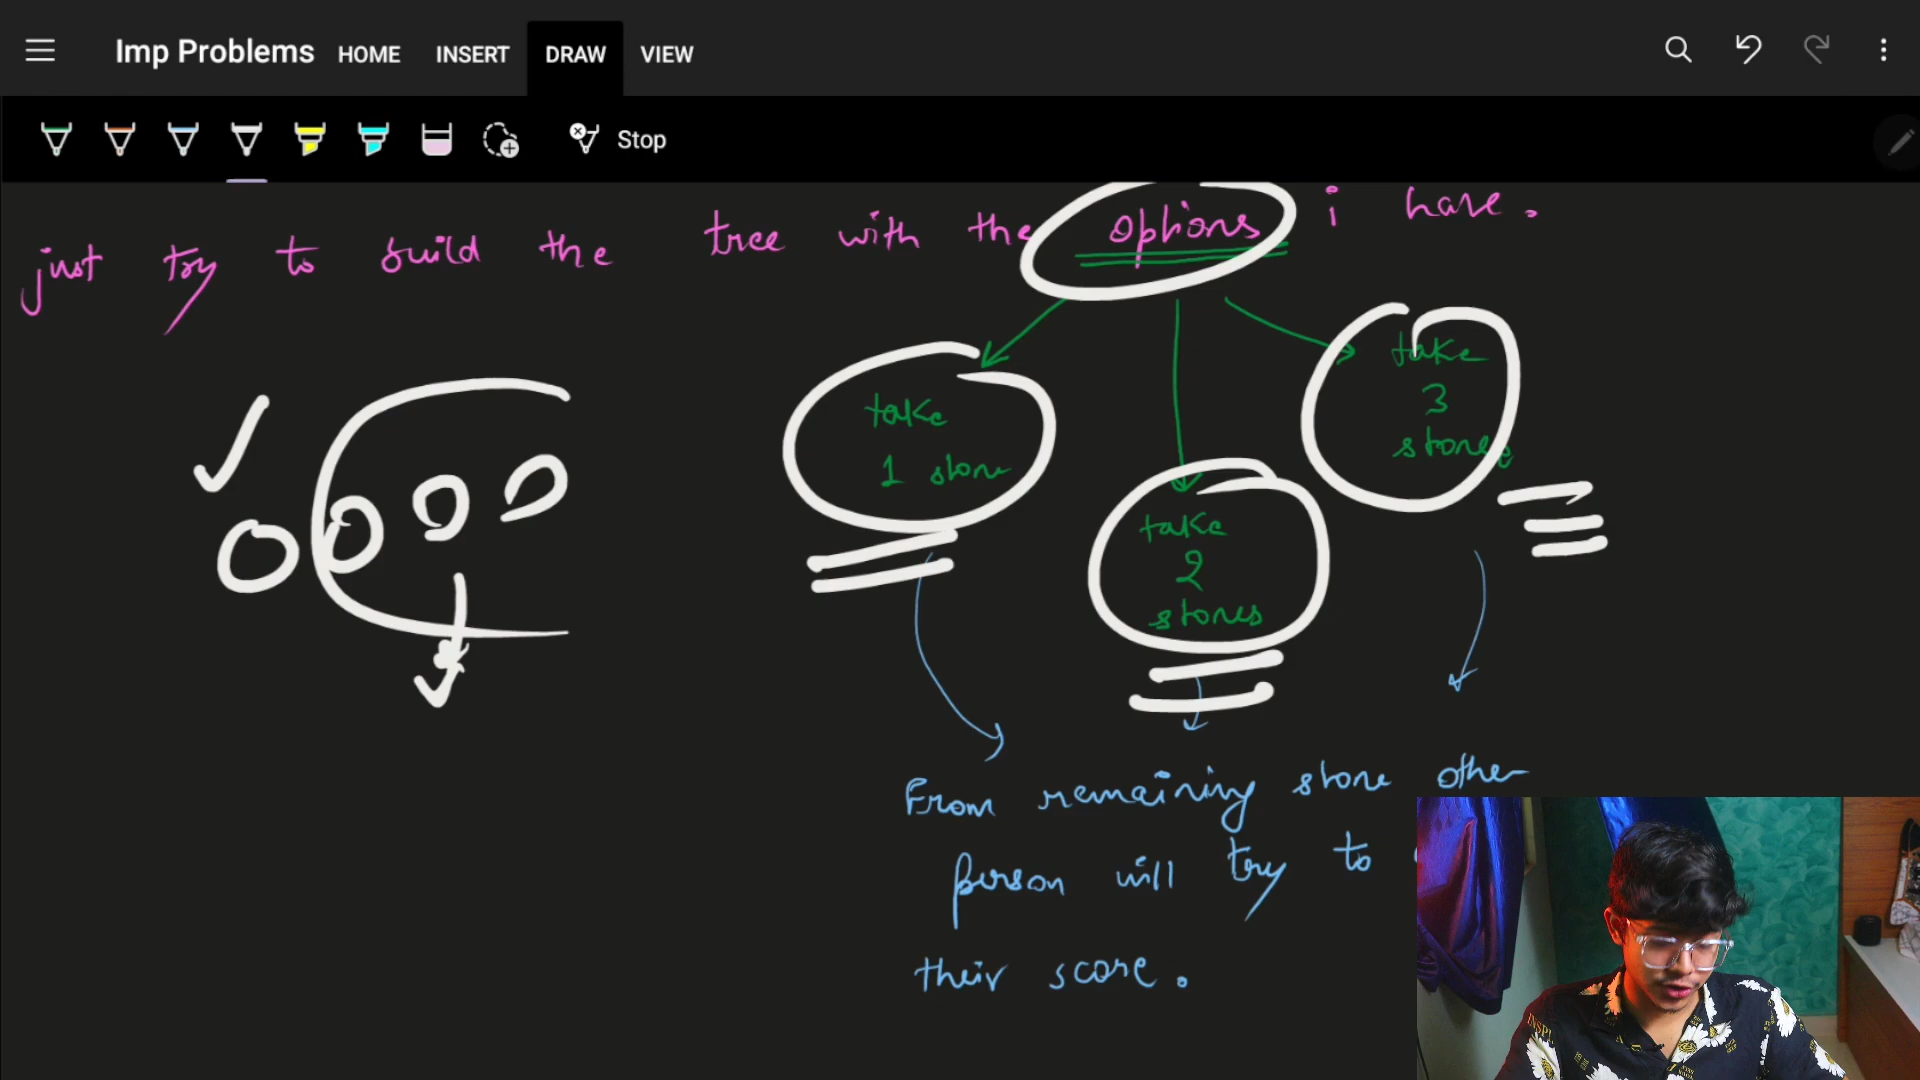 Imp Problems HOME INSERT DRAW VIEW
Stop
just try to build the tree with the options i have.
take
1 stone
take
2
stones
take
3
stones
From remaining stone other
person will try to
their score.